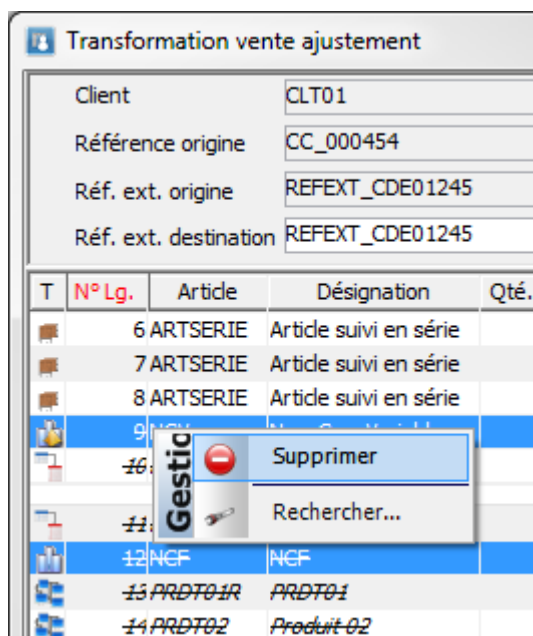 Transformation vente ajustement
Client CLT01
Référence origine CC_000454
Réf. ext. origine REFEXT_CDE01245
Réf. ext. destination REFEXT_CDE01245
T N° Lg. Article Désignation Qté.
6 ARTSERIE Article suivi en série
7 ARTSERIE Article suivi en série
8 ARTSERIE Article suivi en série
9
Gestio
Supprimer
10
Rechercher...
11
12 NCF NCF
13 PRDT01R PRDT01
14 PRDT02 Produit 02